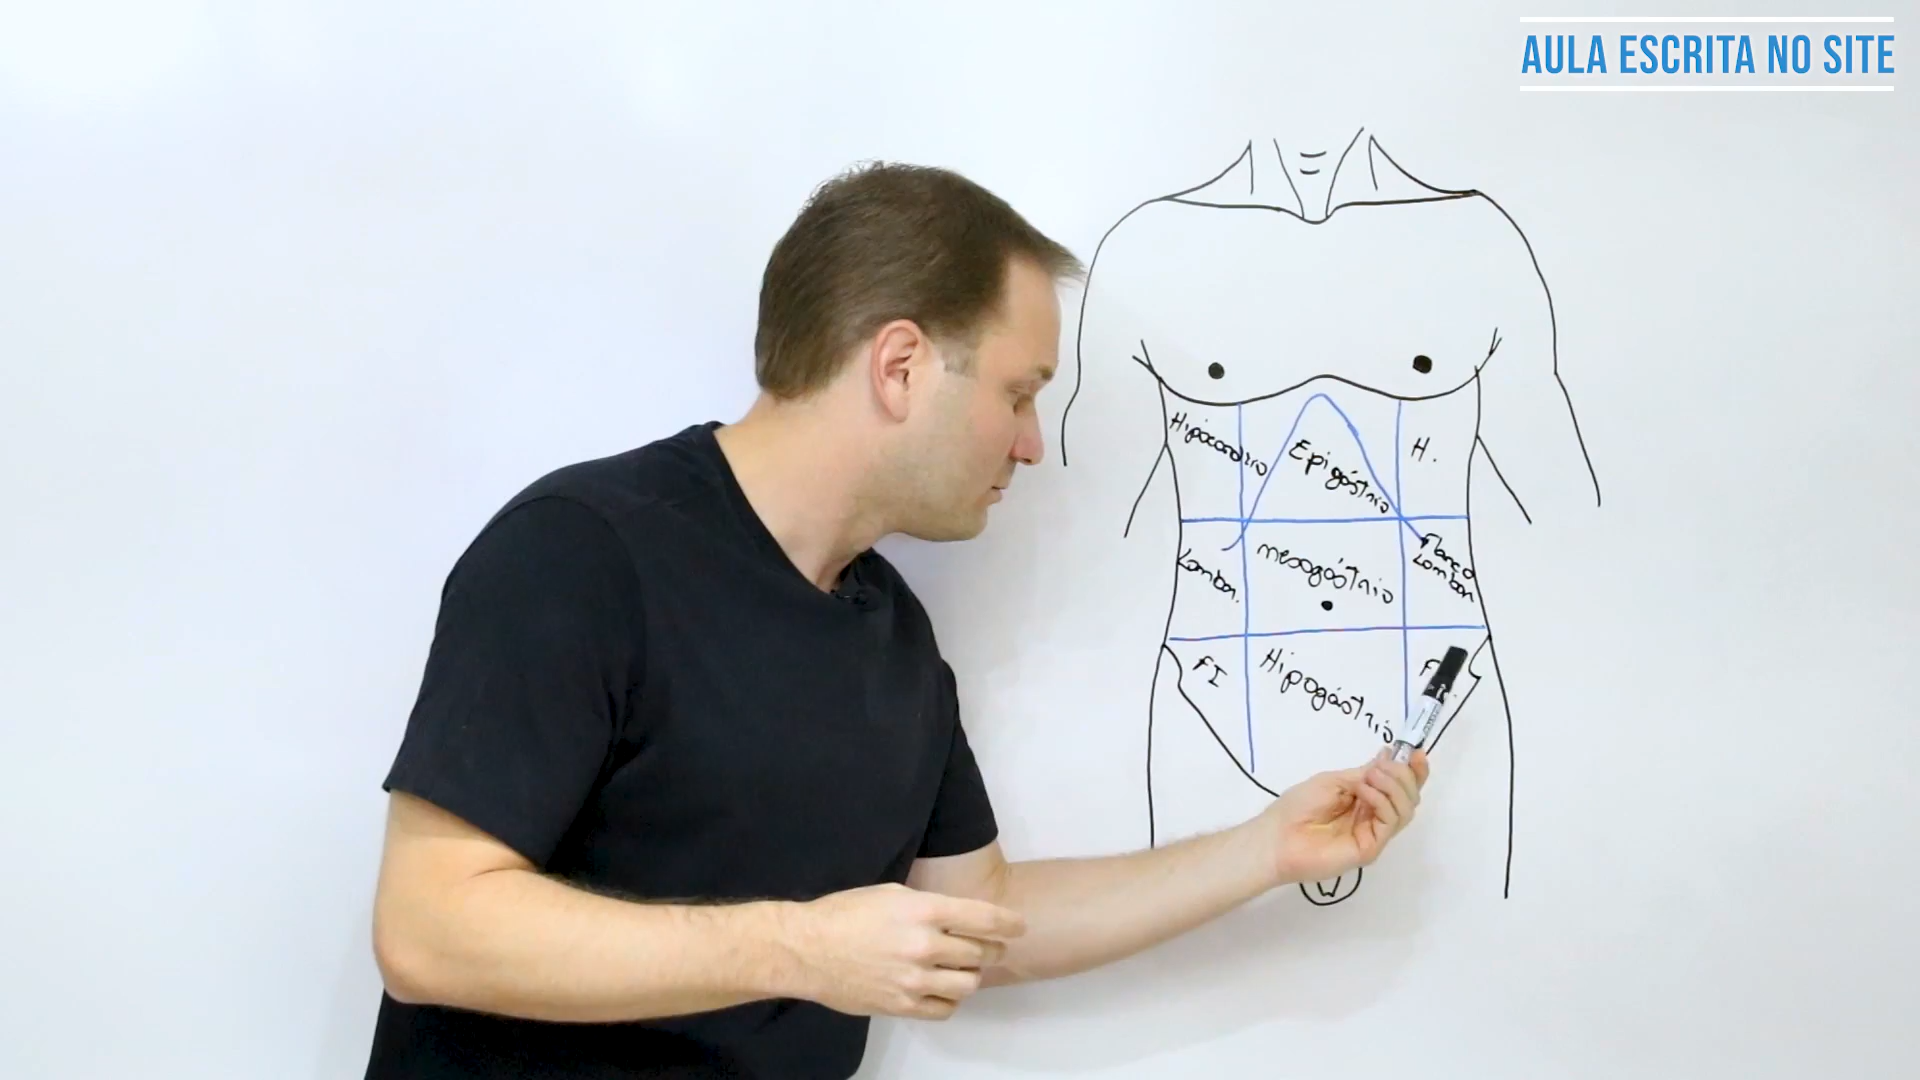 AULA ESCRITA NO SITE
Hipocondrio
Epigástrio
H.
Lombar.
mesogástrio
Flanco
Lombar
FI
Hipogástrio